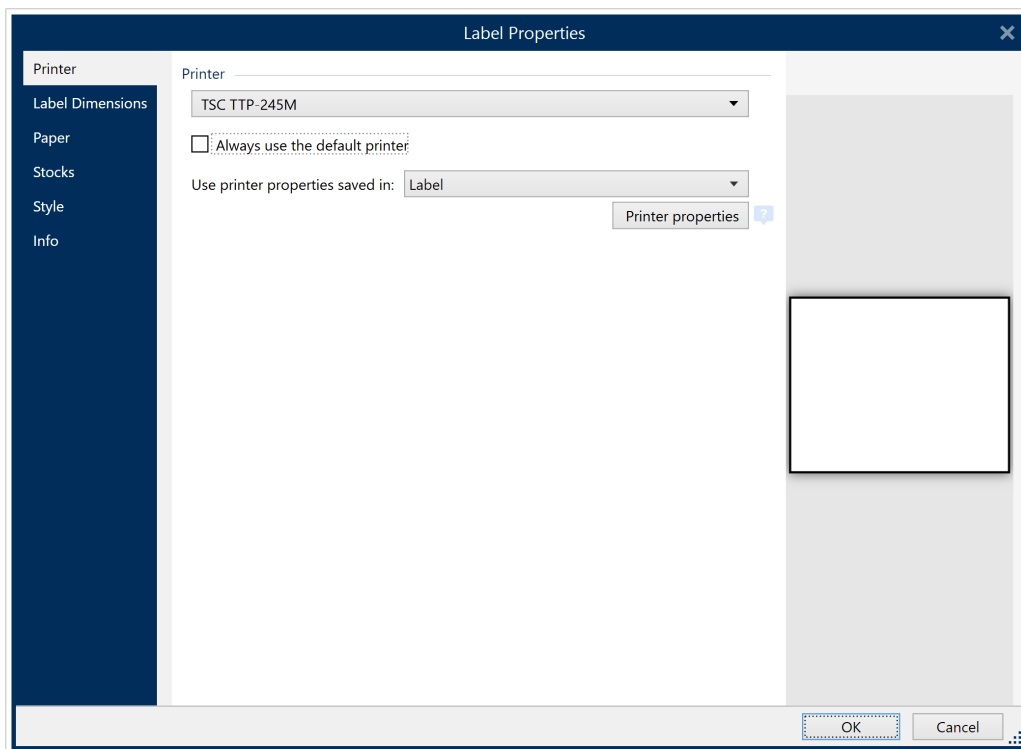 Label Properties
Printer
Label Dimensions
Paper
Stocks
Style
Info
Printer
TSC TTP-245M
Always use the default printer
Use printer properties saved in: Label
Printer properties
?
OK Cancel